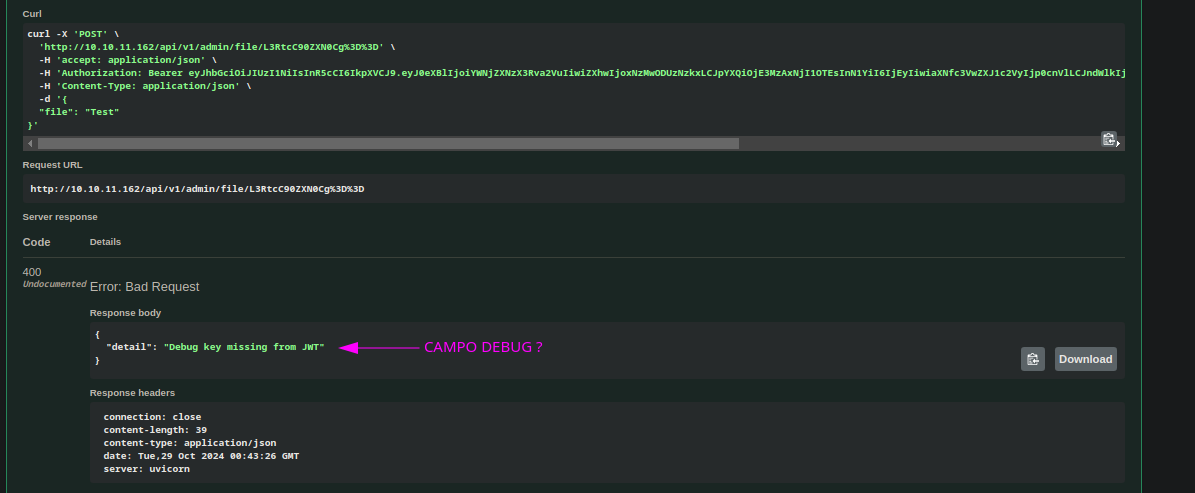 Curl
curl -X 'POST' \
'http://10.10.11.162/api/v1/admin/file/L3RtcC90ZXN0Cg%3D%3D' \
-H 'accept: application/json' \
-H 'Authorization: Bearer eyJhbGciOiJIUzI1NiIsInR5cCI6IkpXVCJ9.eyJ0eXBlIjoiYWNjZXNzX3Rva2VuIiwiZXhwIjoxNzMwODUzNzkxLCJpYXQiOjE3MzAxNjI1OTEsInN1YiI6IjEyIiwiaXNfc3VwZXJ1c2VyIjp0cnVlLCJndWlkIj
-H 'Content-Type: application/json' \
-d '{
"file": "Test"
}'
Request URL
http://10.10.11.162/api/v1/admin/file/L3RtcC90ZXN0Cg%3D%3D
Server response
Code Details
400
Undocumented Error: Bad Request
Response body
{
"detail": "Debug key missing from JWT"
CAMPO DEBUG ?
}
Download
Response headers
connection: close
content-length: 39
content-type: application/json
date: Tue,29 Oct 2024 00:43:26 GMT
server: uvicorn